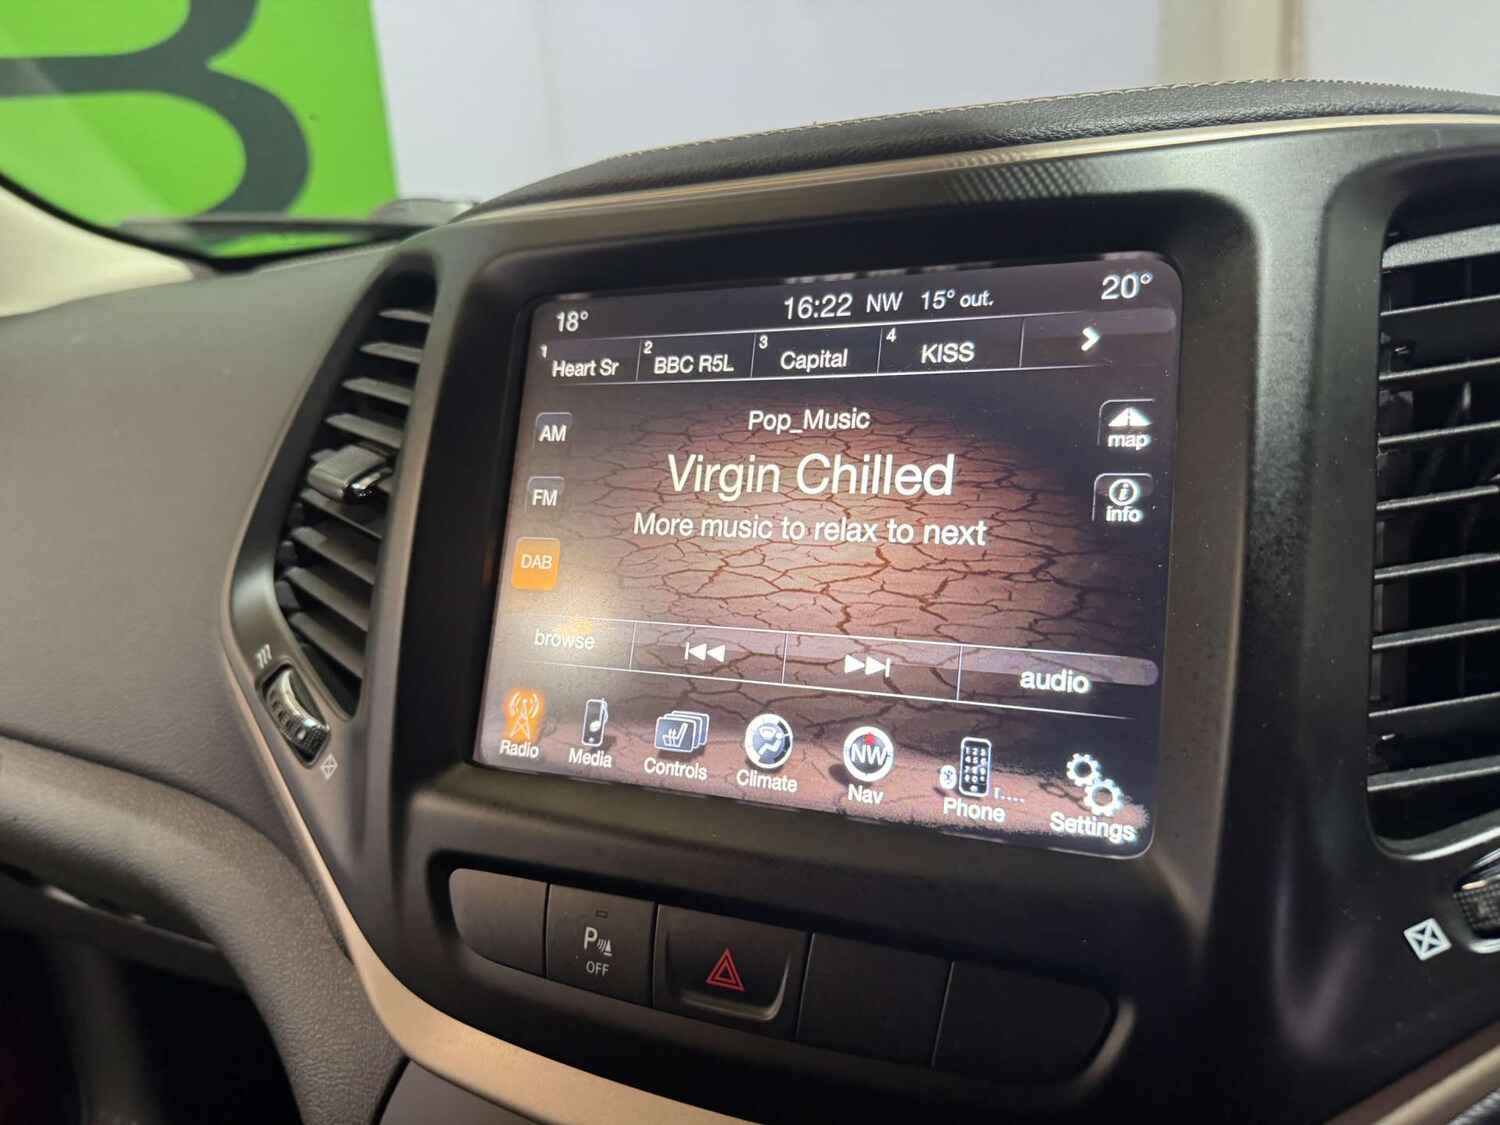 18° 16:22 NW 15° out. 20°
1 Heart Sr 2 BBC R5L 3 Capital 4 KISS
Pop_Music
AM
map
Virgin Chilled
FM
info
More music to relax to next
DAB
browse audio
Radio Media Controls Climate NW Nav Phone Settings
P
OFF